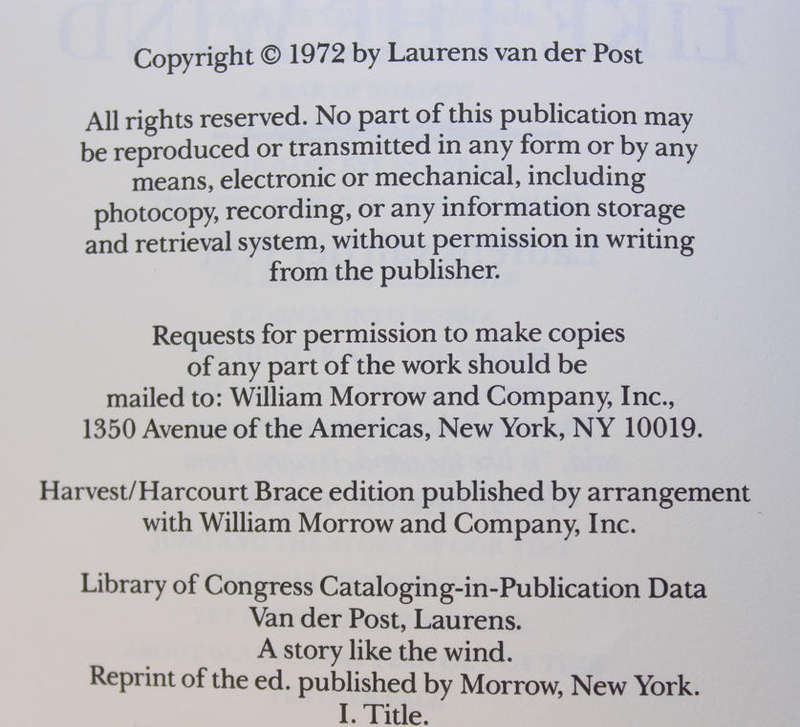 Copyright © 1972 by Laurens van der Post
All rights reserved. No part of this publication may
be reproduced or transmitted in any form or by any
means, electronic or mechanical, including
photocopy, recording, or any information storage
and retrieval system, without permission in writing
from the publisher.
Requests for permission to make copies
of any part of the work should be
mailed to: William Morrow and Company, Inc.,
1350 Avenue of the Americas, New York, NY 10019.
Harvest/Harcourt Brace edition published by arrangement
with William Morrow and Company, Inc.
Library of Congress Cataloging-in-Publication Data
Van der Post, Laurens.
A story like the wind.
Reprint of the ed. published by Morrow, New York.
I. Title.